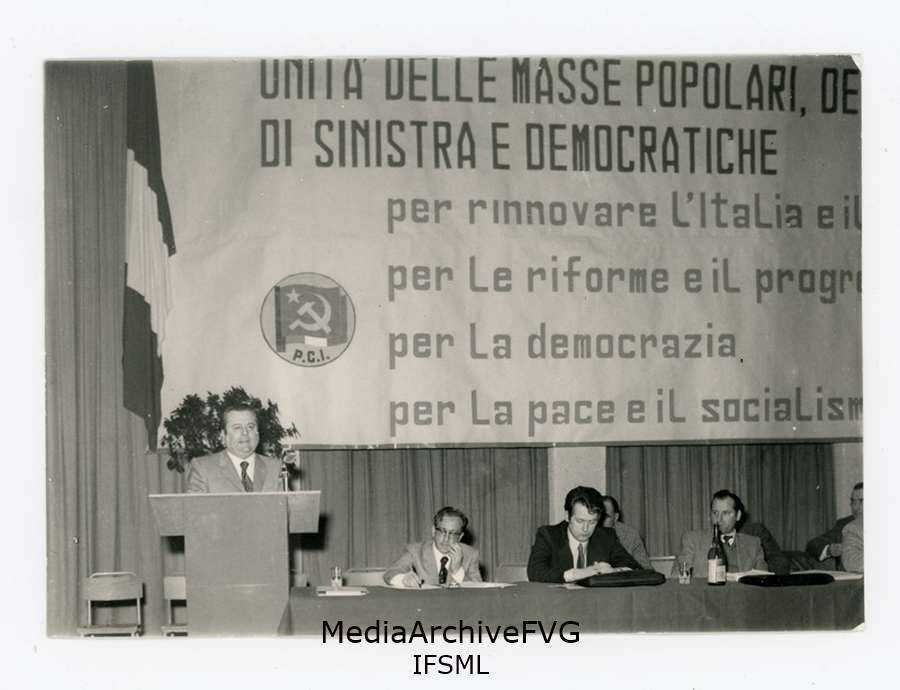 UNITA' DELLE MASSE POPOLARI, DE
DI SINISTRA E DEMOCRATICHE
per rinnovare l'Italia e il
per le riforme e il progre
per la democrazia
per la pace e il socialism
P.C.I.
MediaArchiveFVG
IFSML